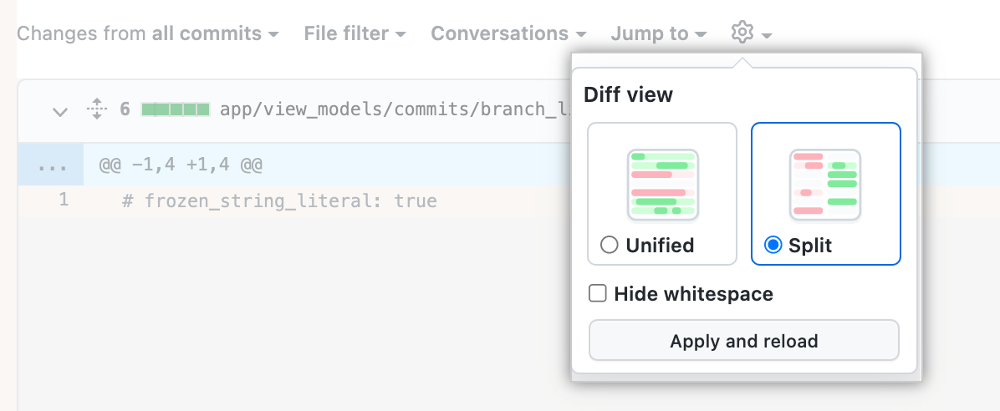 Changes from all commits File filter Conversations Jump to
Diff view
6 app/view_models/commits/branch_l
... @@ -1,4 +1,4 @@
1 # frozen_string_literal: true
Unified Split
Hide whitespace
Apply and reload